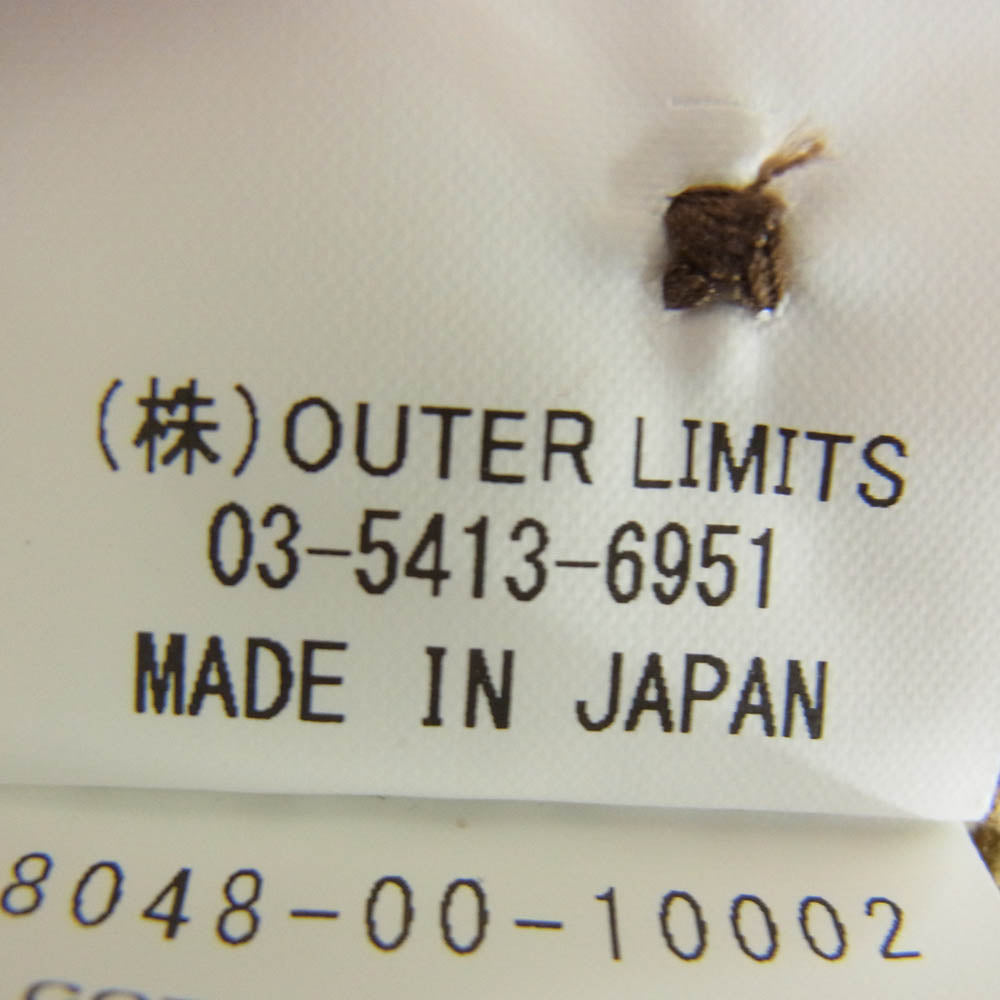 (株)OUTER LIMITS
03-5413-6951
MADE IN JAPAN
8048-00-10002